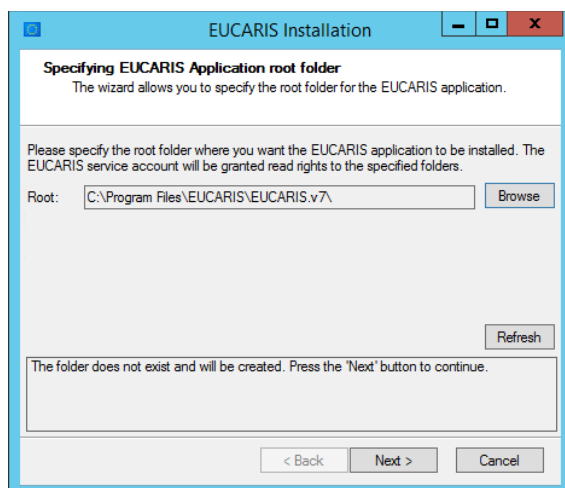 EUCARIS Installation
Specifying EUCARIS Application root folder
The wizard allows you to specify the root folder for the EUCARIS application.
Please specify the root folder where you want the EUCARIS application to be installed. The
EUCARIS service account will be granted read rights to the specified folders.
Root: C:\Program Files\EUCARIS\EUCARIS.v7\ Browse
Refresh
The folder does not exist and will be created. Press the 'Next' button to continue.
< Back Next > Cancel